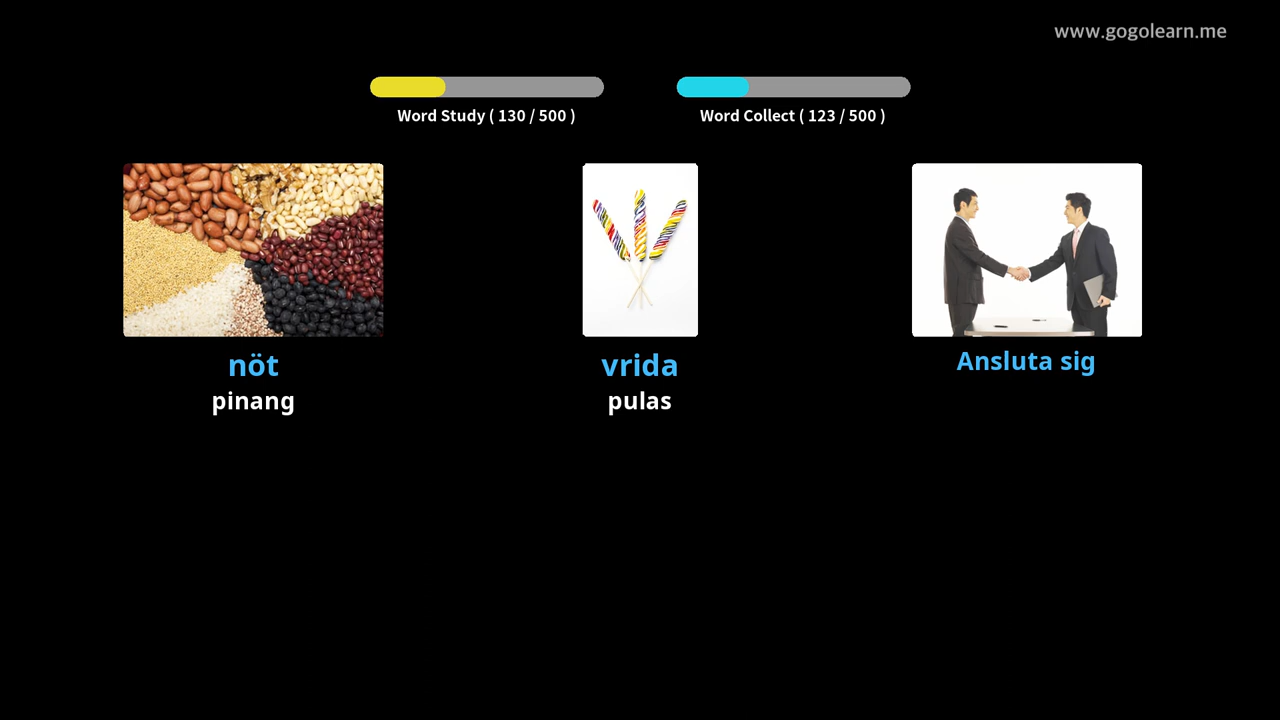 www.gogolearn.me
Word Study ( 130 / 500 )
Word Collect ( 123 / 500 )
nöt
pinang
vrida
pulas
Ansluta sig